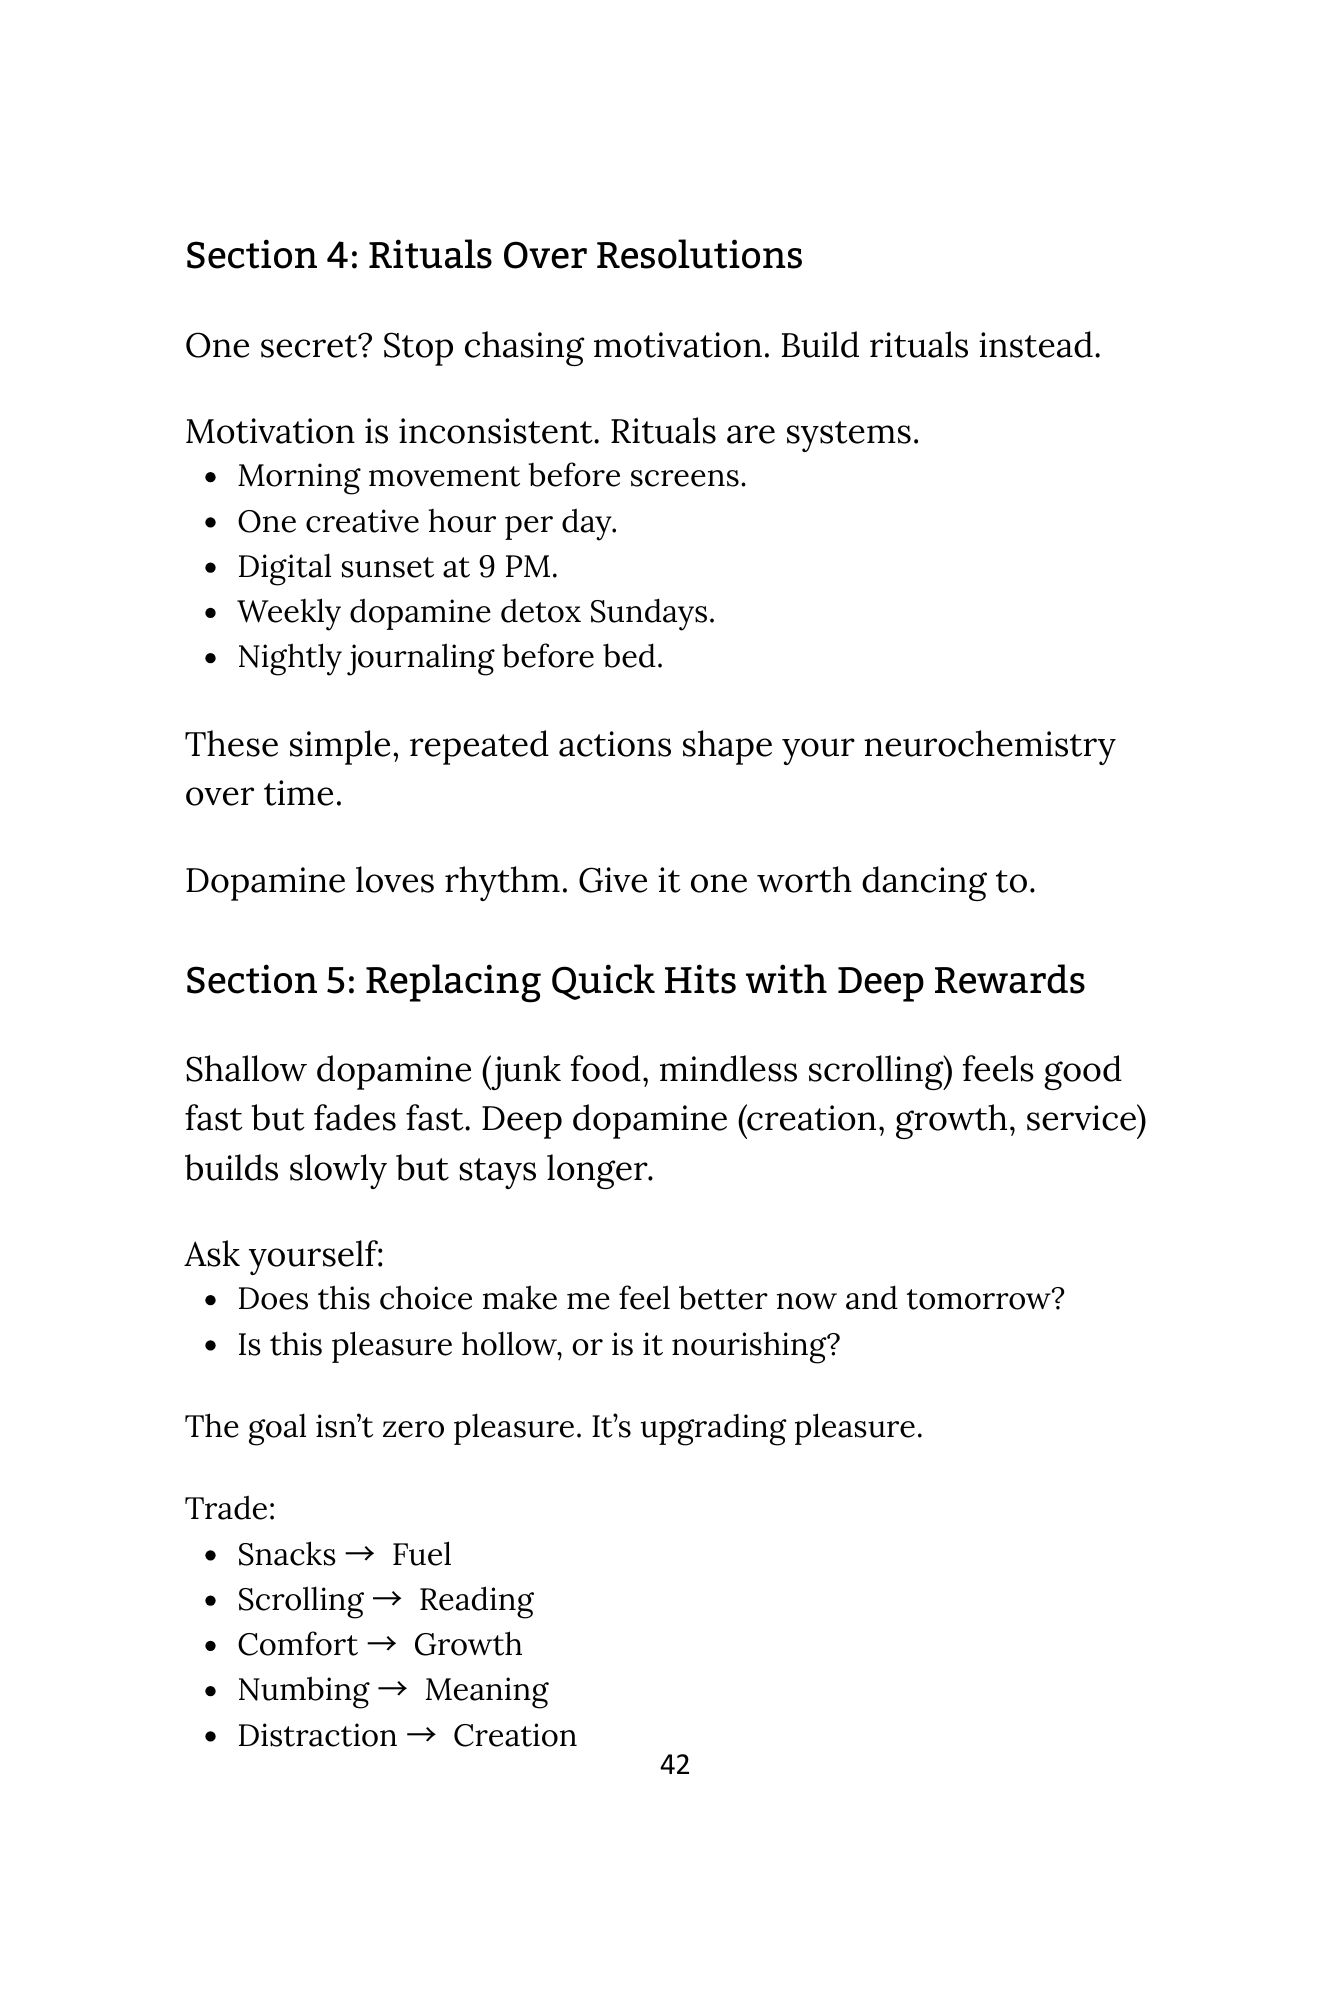 Section 4: Rituals Over Resolutions
One secret? Stop chasing motivation. Build rituals instead.
Motivation is inconsistent. Rituals are systems.
• Morning movement before screens.
• One creative hour per day.
• Digital sunset at 9 PM.
• Weekly dopamine detox Sundays.
• Nightly journaling before bed.
These simple, repeated actions shape your neurochemistry
over time.
Dopamine loves rhythm. Give it one worth dancing to.
Section 5: Replacing Quick Hits with Deep Rewards
Shallow dopamine (junk food, mindless scrolling) feels good
fast but fades fast. Deep dopamine (creation, growth, service)
builds slowly but stays longer.
Ask yourself:
• Does this choice make me feel better now and tomorrow?
• Is this pleasure hollow, or is it nourishing?
The goal isn’t zero pleasure. It’s upgrading pleasure.
Trade:
• Snacks → Fuel
• Scrolling → Reading
• Comfort → Growth
• Numbing → Meaning
• Distraction → Creation
42